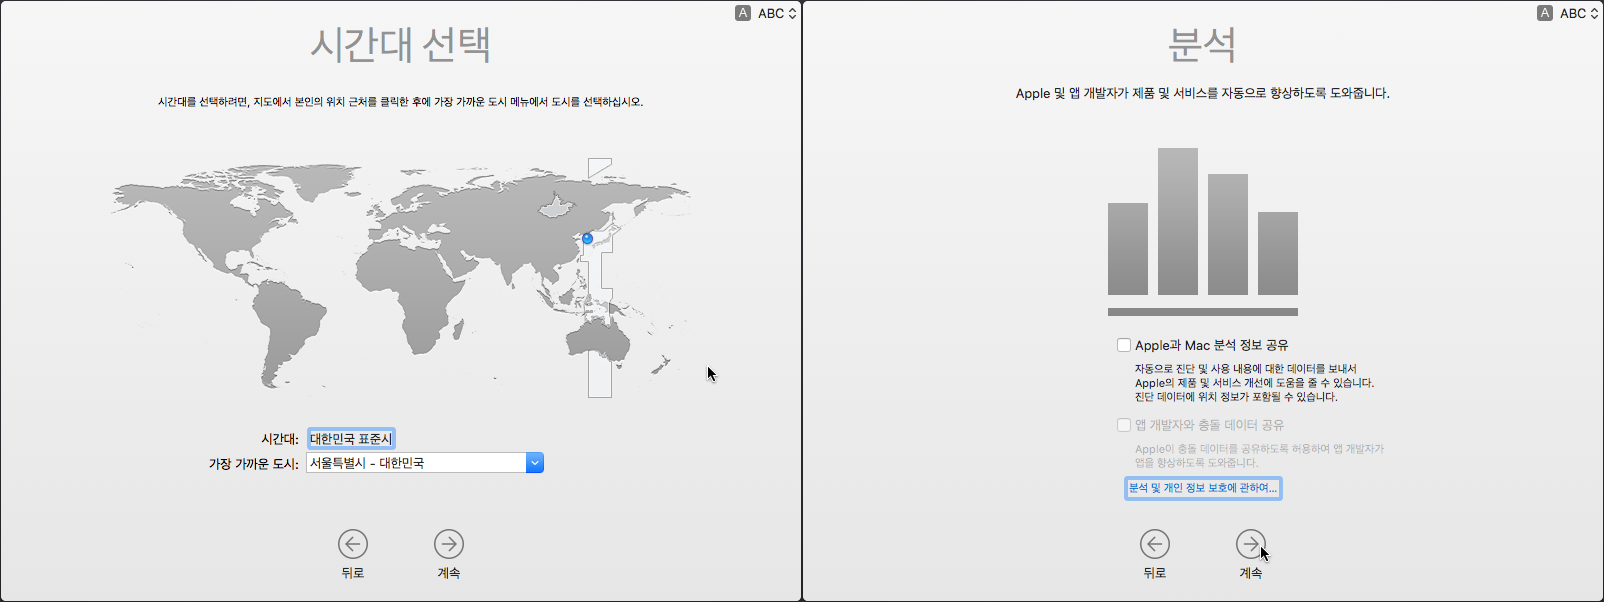 A ABC
시간대 선택
시간대를 선택하려면, 지도에서 본인의 위치 근처를 클릭한 후에 가장 가까운 도시 메뉴에서 도시를 선택하십시오.
시간대: 대한민국 표준시
가장 가까운 도시: 서울특별시 – 대한민국
뒤로 계속
A ABC
분석
Apple 및 앱 개발자가 제품 및 서비스를 자동으로 향상하도록 도와줍니다.
Apple과 Mac 분석 정보 공유
자동으로 진단 및 사용 내용에 대한 데이터를 보내서
Apple의 제품 및 서비스 개선에 도움을 줄 수 있습니다.
진단 데이터에 위치 정보가 포함될 수 있습니다.
앱 개발자와 충돌 데이터 공유
Apple이 충돌 데이터를 공유하도록 허용하여 앱 개발자가
앱을 향상하도록 도와줍니다.
분석 및 개인 정보 보호에 관하여...
뒤로 계속